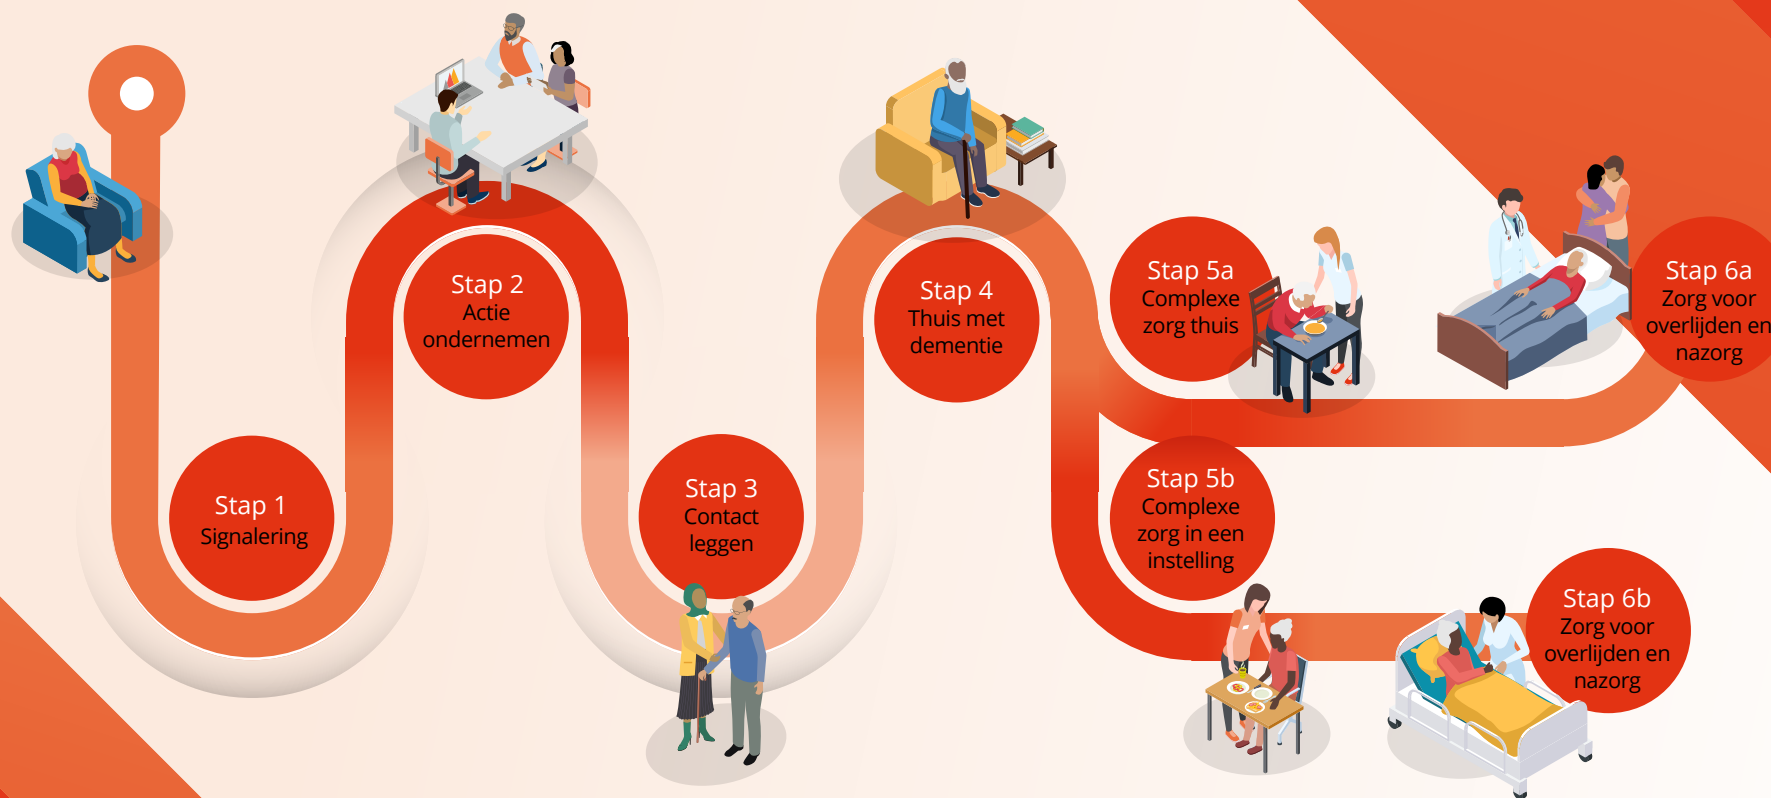 Stap 1
Signalering
Stap 2
Actie
ondernemen
Stap 3
Contact
leggen
Stap 4
Thuis met
dementie
Stap 5a
Complexe
zorg thuis
Stap 5b
Complexe
zorg in een
instelling
Stap 6a
Zorg voor
overlijden en
nazorg
Stap 6b
Zorg voor
overlijden en
nazorg